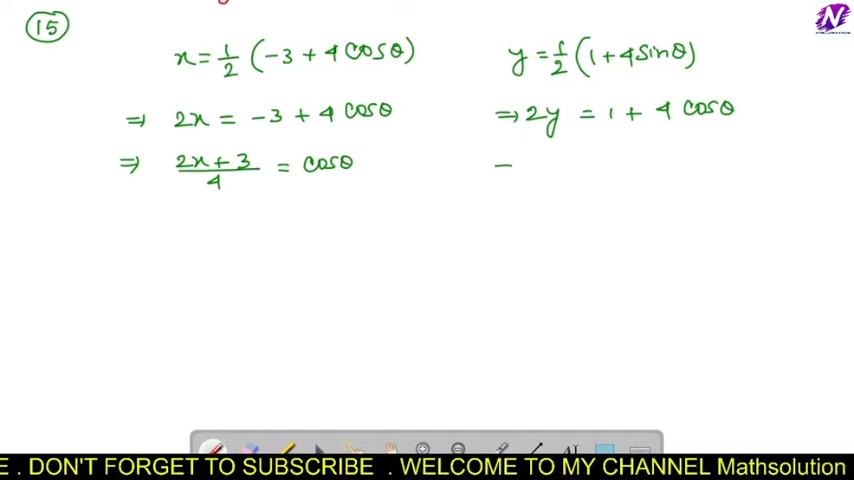 (15)
x = 1/2 (-3 + 4 cosθ) y = 1/2 (1 + 4 sinθ)
⇒ 2x = -3 + 4 cosθ ⇒ 2y = 1 + 4 cosθ
⇒ (2x + 3)/4 = cosθ =
E . DON'T FORGET TO SUBSCRIBE . WELCOME TO MY CHANNEL Mathsolution